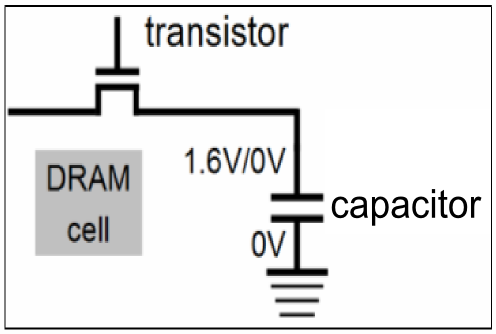 transistor
1.6V/0V
DRAM
cell
capacitor
0V